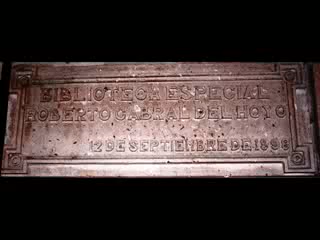 BIBLIOTECA ESPECIAL
ROBERTO CABRAL DEL HOYO
12 DE SEPTIEMBRE DE 1998